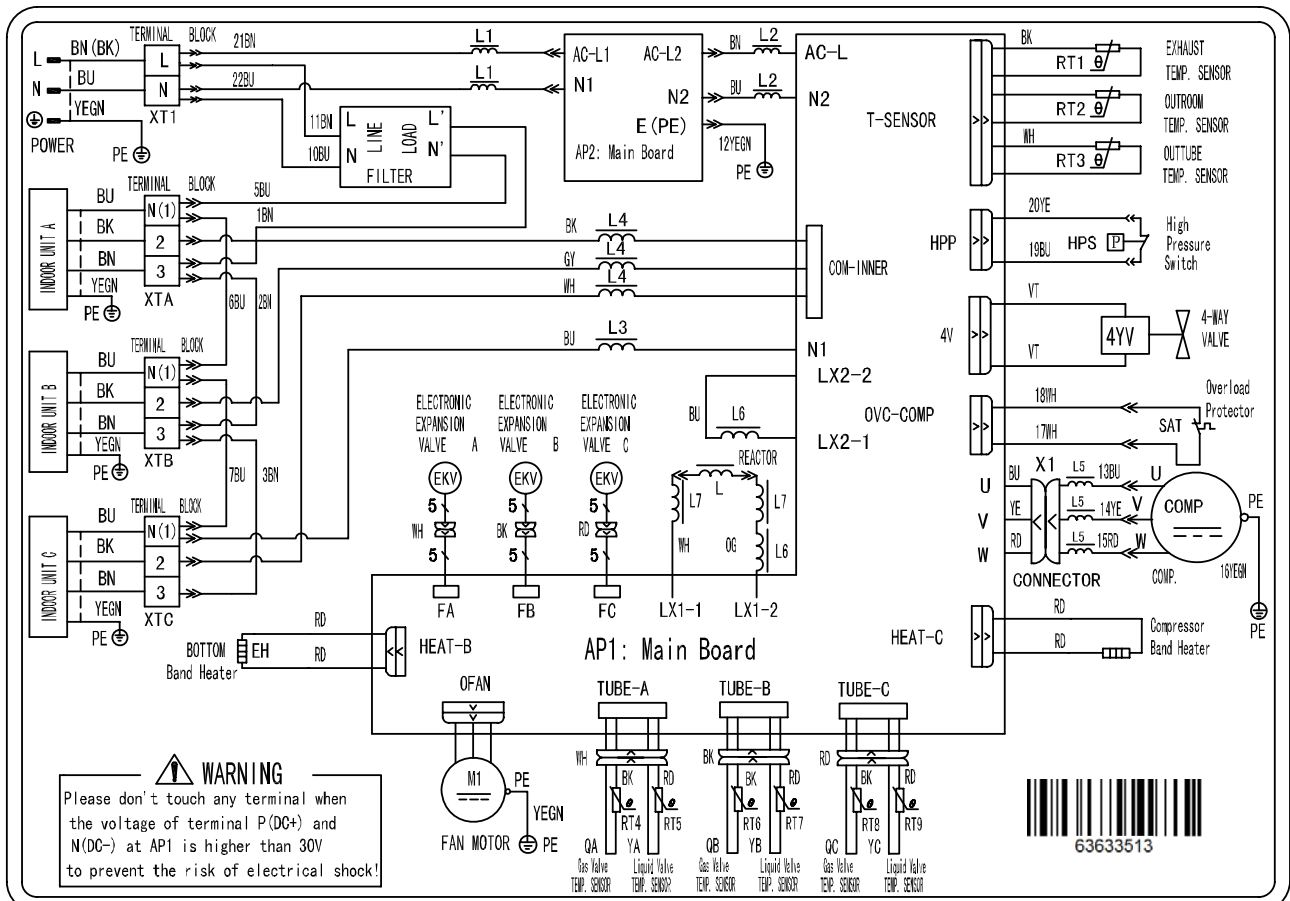 TERMINAL BLOCK
BN (BK)
L
BU
N
YEGN
POWER
PE
L
N
XT1
21BN
22BU
L1
L1
AC-L1
AC-L2
N1
N2
E (PE)
AP2: Main Board
BN
L2
BU
L2
12YEGN
PE
11BN
10BU
L
N
LINE
LOAD
L'
N'
FILTER
AC-L
N2
T-SENSOR
BK
RT1 θ
EXHAUST
TEMP. SENSOR
RT2 θ
OUTROOM
TEMP. SENSOR
WH
RT3 θ
OUTTUBE
TEMP. SENSOR
INDOOR UNIT A
BU
BK
BN
YEGN
PE
TERMINAL BLOCK
N(1)
2
3
XTA
5BU
1BN
6BU
2BN
BK
L4
GY
L4
WH
L4
COM-INNER
HPP
20YE
19BU
HPS
P
High
Pressure
Switch
BU
L3
N1
4V
VT
VT
4YV
4-WAY
VALVE
INDOOR UNIT B
BU
BK
BN
YEGN
PE
TERMINAL BLOCK
N(1)
2
3
XTB
7BU
3BN
LX2-2
BU
L6
LX2-1
OVC-COMP
18WH
17WH
SAT
Overload
Protector
ELECTRONIC
EXPANSION
VALVE A
ELECTRONIC
EXPANSION
VALVE B
ELECTRONIC
EXPANSION
VALVE C
EKV
EKV
EKV
5
5
5
WH
BK
RD
5
5
5
FA
FB
FC
REACTOR
L
L7
L7
WH
OG
L6
LX1-1
LX1-2
U
V
W
BU
YE
RD
X1
CONNECTOR
L5
13BU
L5
14YE
L5
15RD
U
V
W
COMP
COMP.
PE
16YEGN
PE
INDOOR UNIT C
BU
BK
BN
YEGN
PE
TERMINAL BLOCK
N(1)
2
3
XTC
BOTTOM
Band Heater
EH
RD
RD
HEAT-B
AP1: Main Board
HEAT-C
RD
RD
Compressor
Band Heater
OFAN
M1
PE
YEGN
PE
FAN MOTOR
TUBE-A
WH
BK
RD
RT4
RT5
θ
θ
QA
YA
Gas Valve
TEMP. SENSOR
Liquid Valve
TEMP. SENSOR
TUBE-B
BK
BK
RD
RT6
RT7
θ
θ
QB
YB
Gas Valve
TEMP. SENSOR
Liquid Valve
TEMP. SENSOR
TUBE-C
RD
BK
RD
RT8
RT9
θ
θ
QC
YC
Gas Valve
TEMP. SENSOR
Liquid Valve
TEMP. SENSOR
WARNING
Please don't touch any terminal when
the voltage of terminal P(DC+) and
N(DC-) at AP1 is higher than 30V
to prevent the risk of electrical shock!
63633513